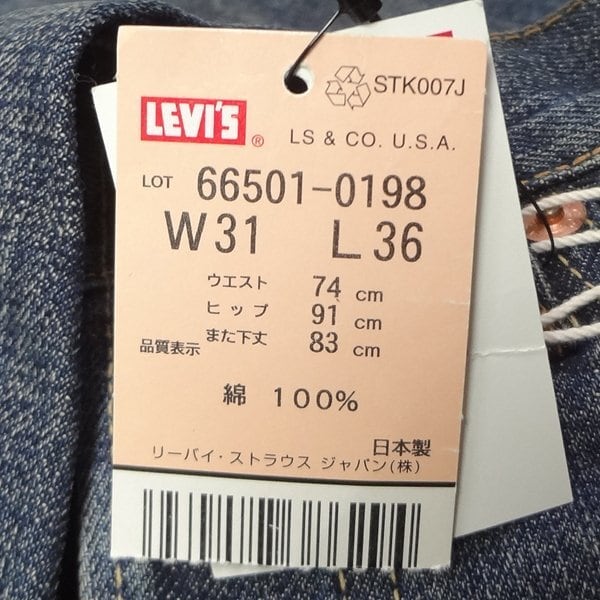 STK007J
LEVI'S ® LS & CO. U.S.A.
LOT 66501-0198
W31 L36
ウエスト 74 cm
ヒップ 91 cm
また下丈 83 cm
品質表示
綿 100%
日本製
リーバイ・ストラウス ジャパン(株)